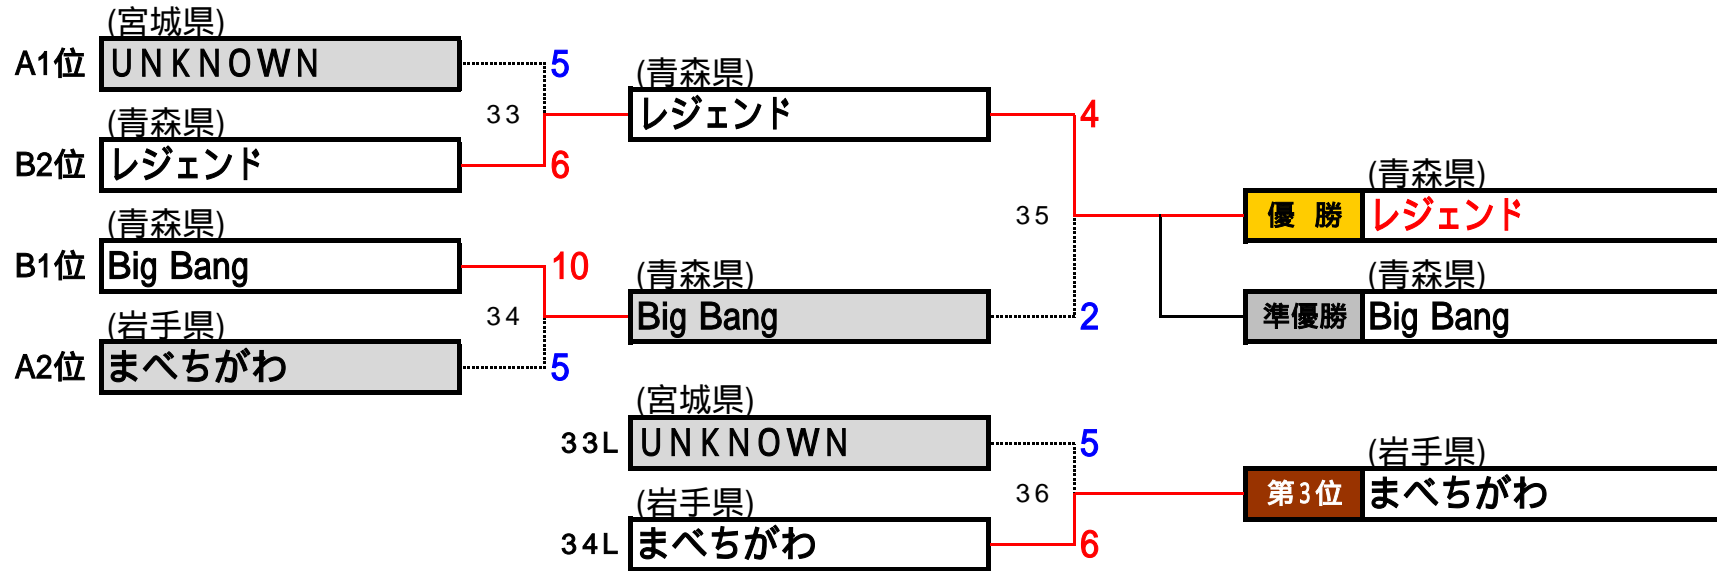 (宮城県)
A1位 UNKNOWN 5
33
(青森県)
B2位 レジェンド 6
(青森県)
B1位 Big Bang 10
34
(岩手県)
A2位 まべちがわ 5
(青森県)
レジェンド 4
35
(青森県)
Big Bang 2
(宮城県)
33L UNKNOWN 5
36
(岩手県)
34L まべちがわ 6
(青森県)
優 勝 レジェンド
(青森県)
準優勝 Big Bang
(岩手県)
第3位 まべちがわ